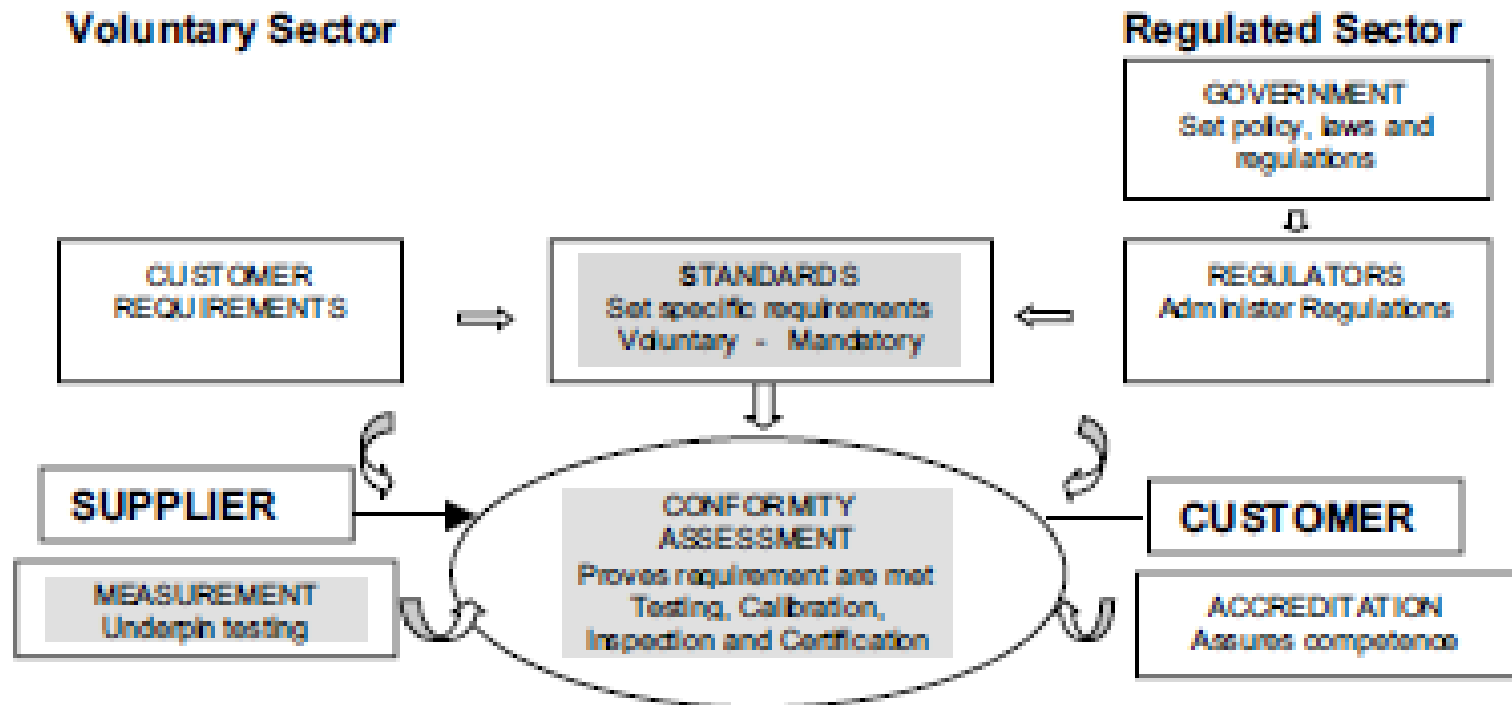 Voluntary Sector
Regulated Sector
GOVERNMENT
Set policy, laws and
regulations
CUSTOMER
REQUIREMENTS
STANDARDS
Set specific requirements
Voluntary - Mandatory
REGULATORS
Administer Regulations
SUPPLIER
CONFORMITY
ASSESSMENT
Proves requirement are met
Testing, Calibration,
Inspection and Certification
CUSTOMER
MEASUREMENT
Underpin testing
ACCREDITATION
Assures competence